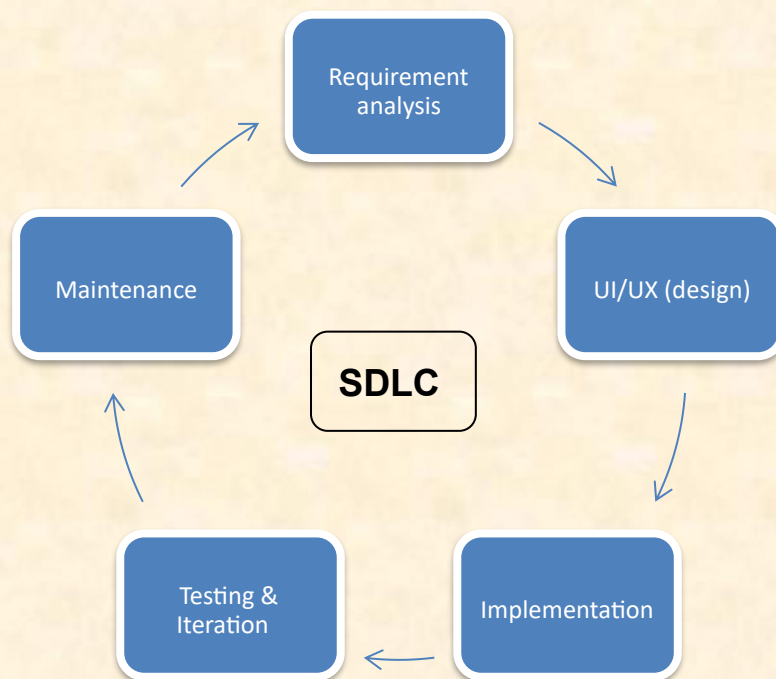 Requirement
analysis
Maintenance
UI/UX (design)
SDLC
Testing &
Iteration
Implementation